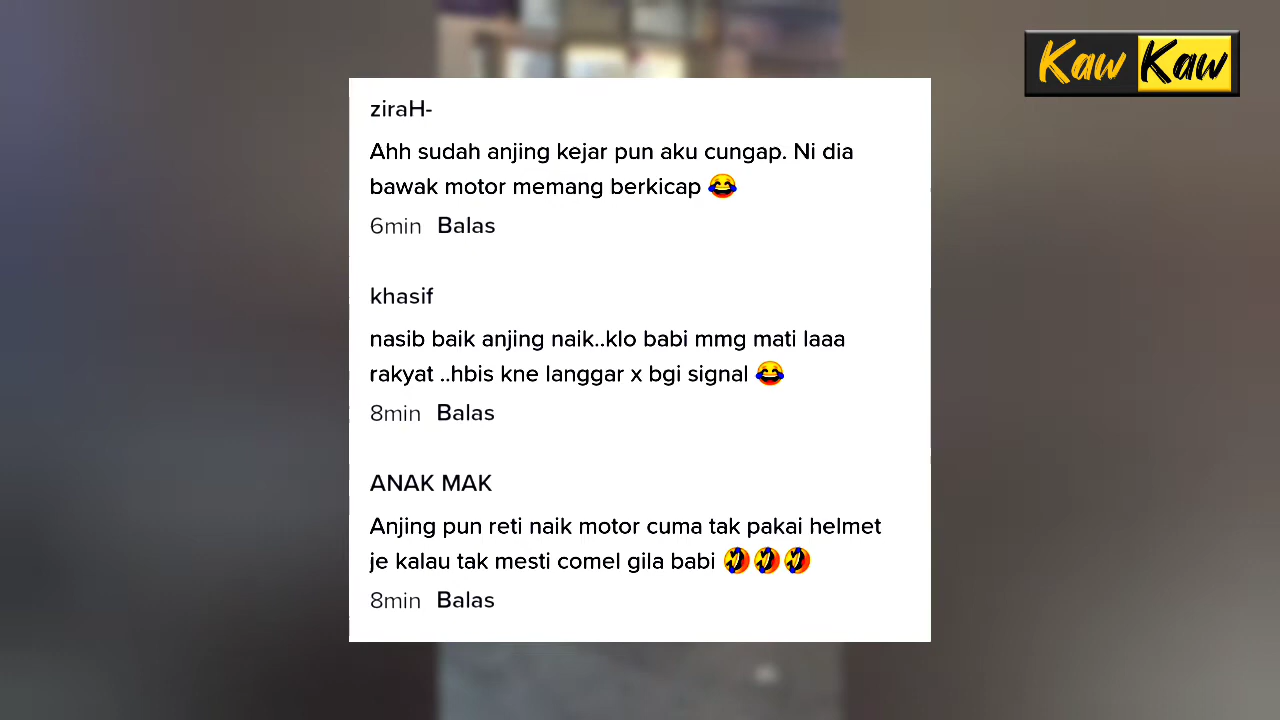 Kaw Kaw
ziraH-
Ahh sudah anjing kejar pun aku cungap. Ni dia
bawak motor memang berkicap 😂
6min Balas
khasif
nasib baik anjing naik..klo babi mmg mati laaa
rakyat ..hbis kne langgar x bgi signal 😂
8min Balas
ANAK MAK
Anjing pun reti naik motor cuma tak pakai helmet
je kalau tak mesti comel gila babi 🤣🤣🤣
8min Balas